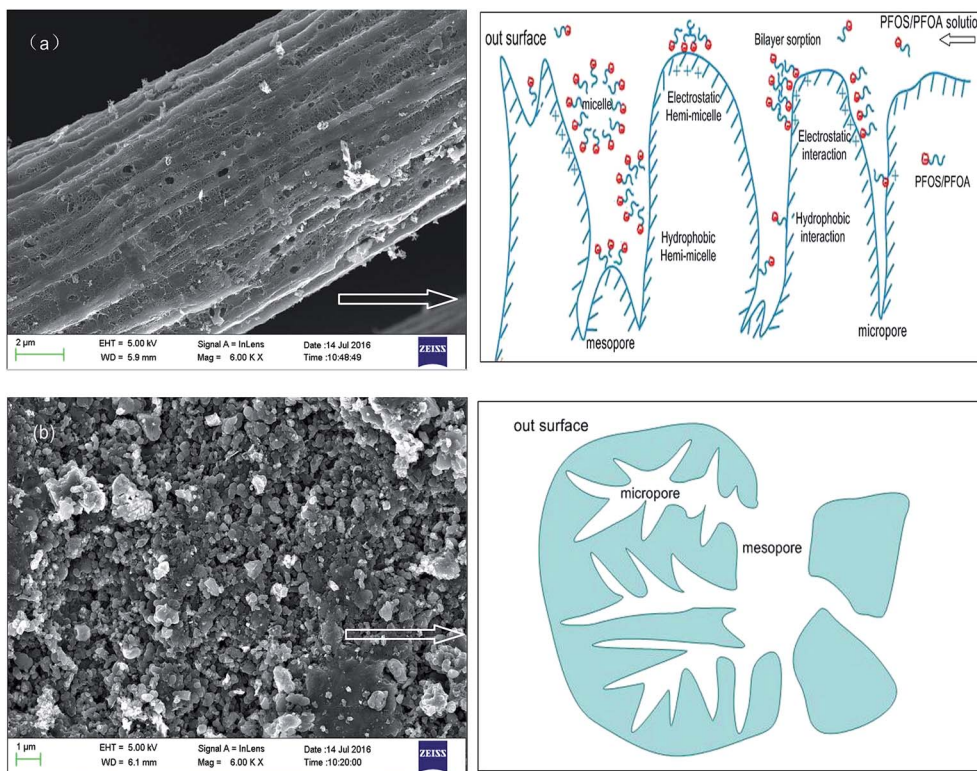 (a)
2 µm
EHT = 5.00 kV
WD = 5.9 mm
Signal A = InLens
Mag = 6.00 K X
Date :14 Jul 2016
Time :10:48:49
ZEISS
out surface
PFOS/PFOA solution
Bilayer sorption
micelle
Electrostatic
Hemi-micelle
Electrostatic
interaction
PFOS/PFOA
Hydrophobic
Hemi-micelle
Hydrophobic
interaction
mesopore
micropore
(b)
1 µm
EHT = 5.00 kV
WD = 6.1 mm
Signal A = InLens
Mag = 6.00 K X
Date :14 Jul 2016
Time :10:20:00
ZEISS
out surface
micropore
mesopore